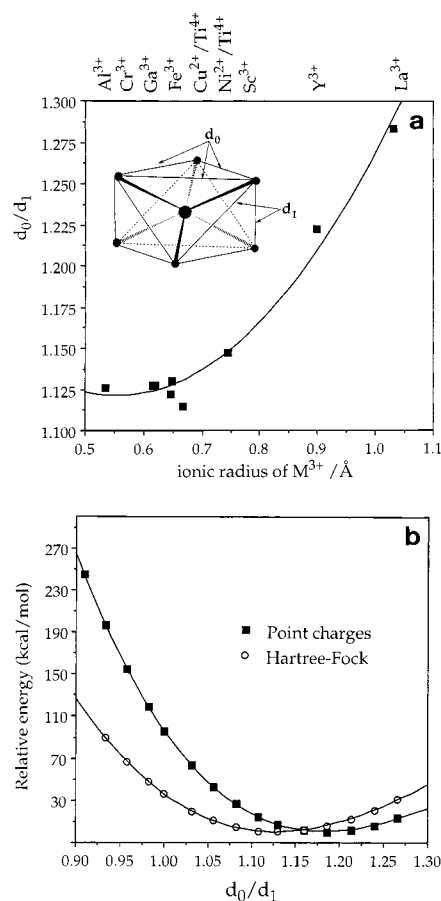 Al³⁺ Cr³⁺ Ga³⁺ Fe³⁺ Cu²⁺/Ti⁴⁺ Ni²⁺/Ti⁴⁺ Sc³⁺ Y³⁺ La³⁺
a
1.300
1.275
1.250
1.225
1.200
1.175
1.150
1.125
1.100
d₀/d₁
d₀
d₁
0.5 0.6 0.7 0.8 0.9 1.0 1.1
ionic radius of M³⁺ /Å
b
270
230
190
150
110
70
30
Relative energy (kcal/mol)
Point charges
Hartree-Fock
0.90 0.95 1.00 1.05 1.10 1.15 1.20 1.25 1.30
d₀/d₁